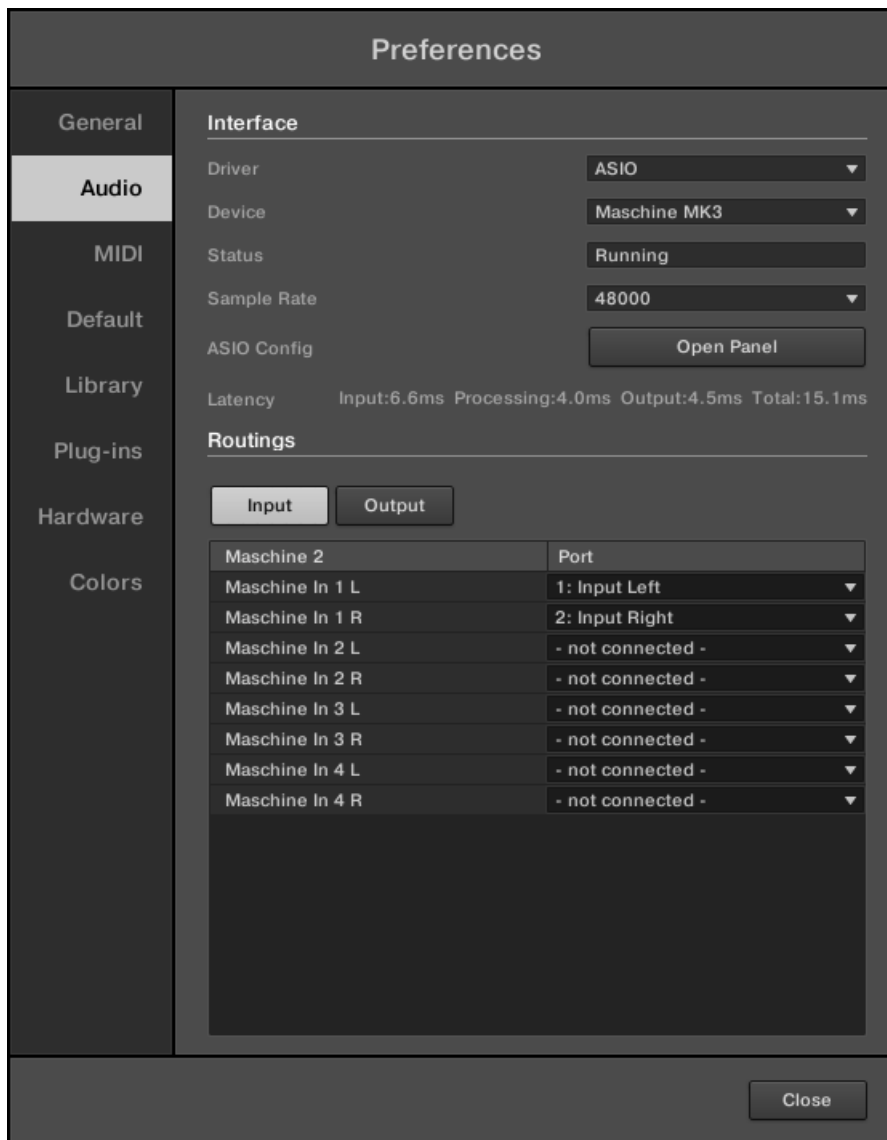 Preferences
General
Audio
MIDI
Default
Library
Plug-ins
Hardware
Colors
Interface
Driver ASIO
Device Maschine MK3
Status Running
Sample Rate 48000
ASIO Config Open Panel
Latency Input:6.6ms Processing:4.0ms Output:4.5ms Total:15.1ms
Routings
Input Output
Maschine 2 Port
Maschine In 1 L 1: Input Left
Maschine In 1 R 2: Input Right
Maschine In 2 L - not connected -
Maschine In 2 R - not connected -
Maschine In 3 L - not connected -
Maschine In 3 R - not connected -
Maschine In 4 L - not connected -
Maschine In 4 R - not connected -
Close